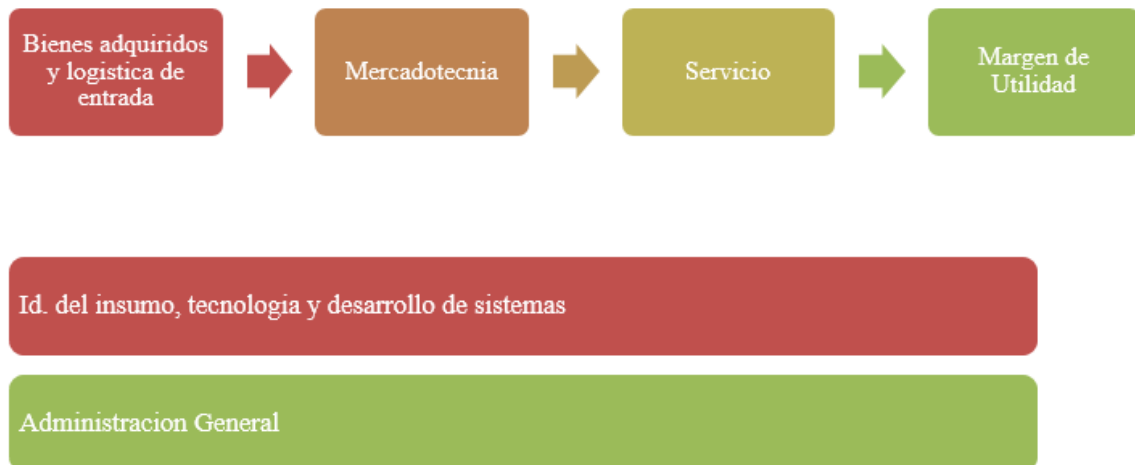 Bienes adquiridos
y logistica de
entrada
Mercadotecnia
Servicio
Margen de
Utilidad
Id. del insumo, tecnologia y desarrollo de sistemas
Administracion General